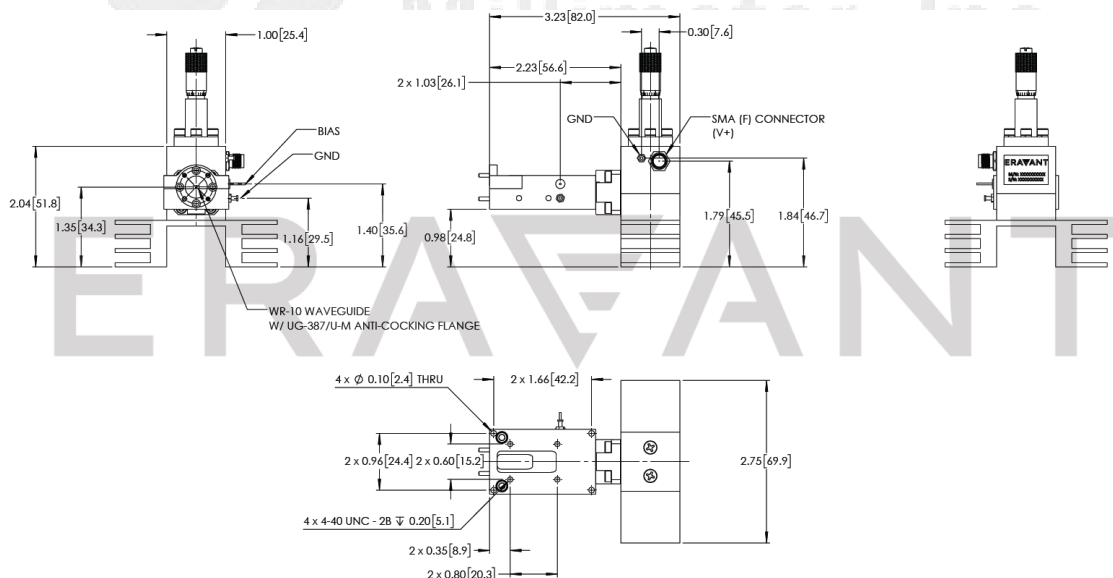 3.23[82.0]
1.00[25.4]
0.30[7.6]
2.23[56.6]
2 x 1.03[26.1]
BIAS
GND
GND
SMA (F) CONNECTOR
(V+)
ERAVANT
2.04[51.8]
1.35[34.3]
1.16[29.5]
1.40[35.6]
0.98[24.8]
1.79[45.5]
1.84[46.7]
ERAVANT
WR-10 WAVEGUIDE
W/ UG-387/U-M ANTI-COCKING FLANGE
4 x Ø 0.10[2.4] THRU
2 x 1.66[42.2]
2 x 0.96[24.4]
2 x 0.60[15.2]
2.75[69.9]
4 x 4-40 UNC - 2B ↧ 0.20[5.1]
2 x 0.35[8.9]
2 x 0.80[20.3]